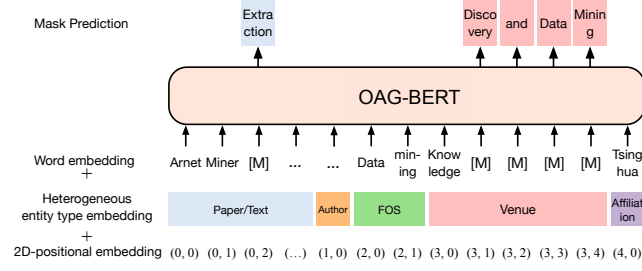 Mask Prediction
Extra
ction
Disco
very
and
Data
Minin
g
OAG-BERT
Word embedding
+
Arnet Miner [M] ... ... Data min-
ing Know
ledge [M] [M] [M] [M] Tsing
hua
Heterogeneous
entity type embedding
+
Paper/Text
Author
FOS
Venue
Affiliat
ion
2D-positional embedding (0, 0) (0, 1) (0, 2) (...) (1, 0) (2, 0) (2, 1) (3, 0) (3, 1) (3, 2) (3, 3) (3, 4) (4, 0)